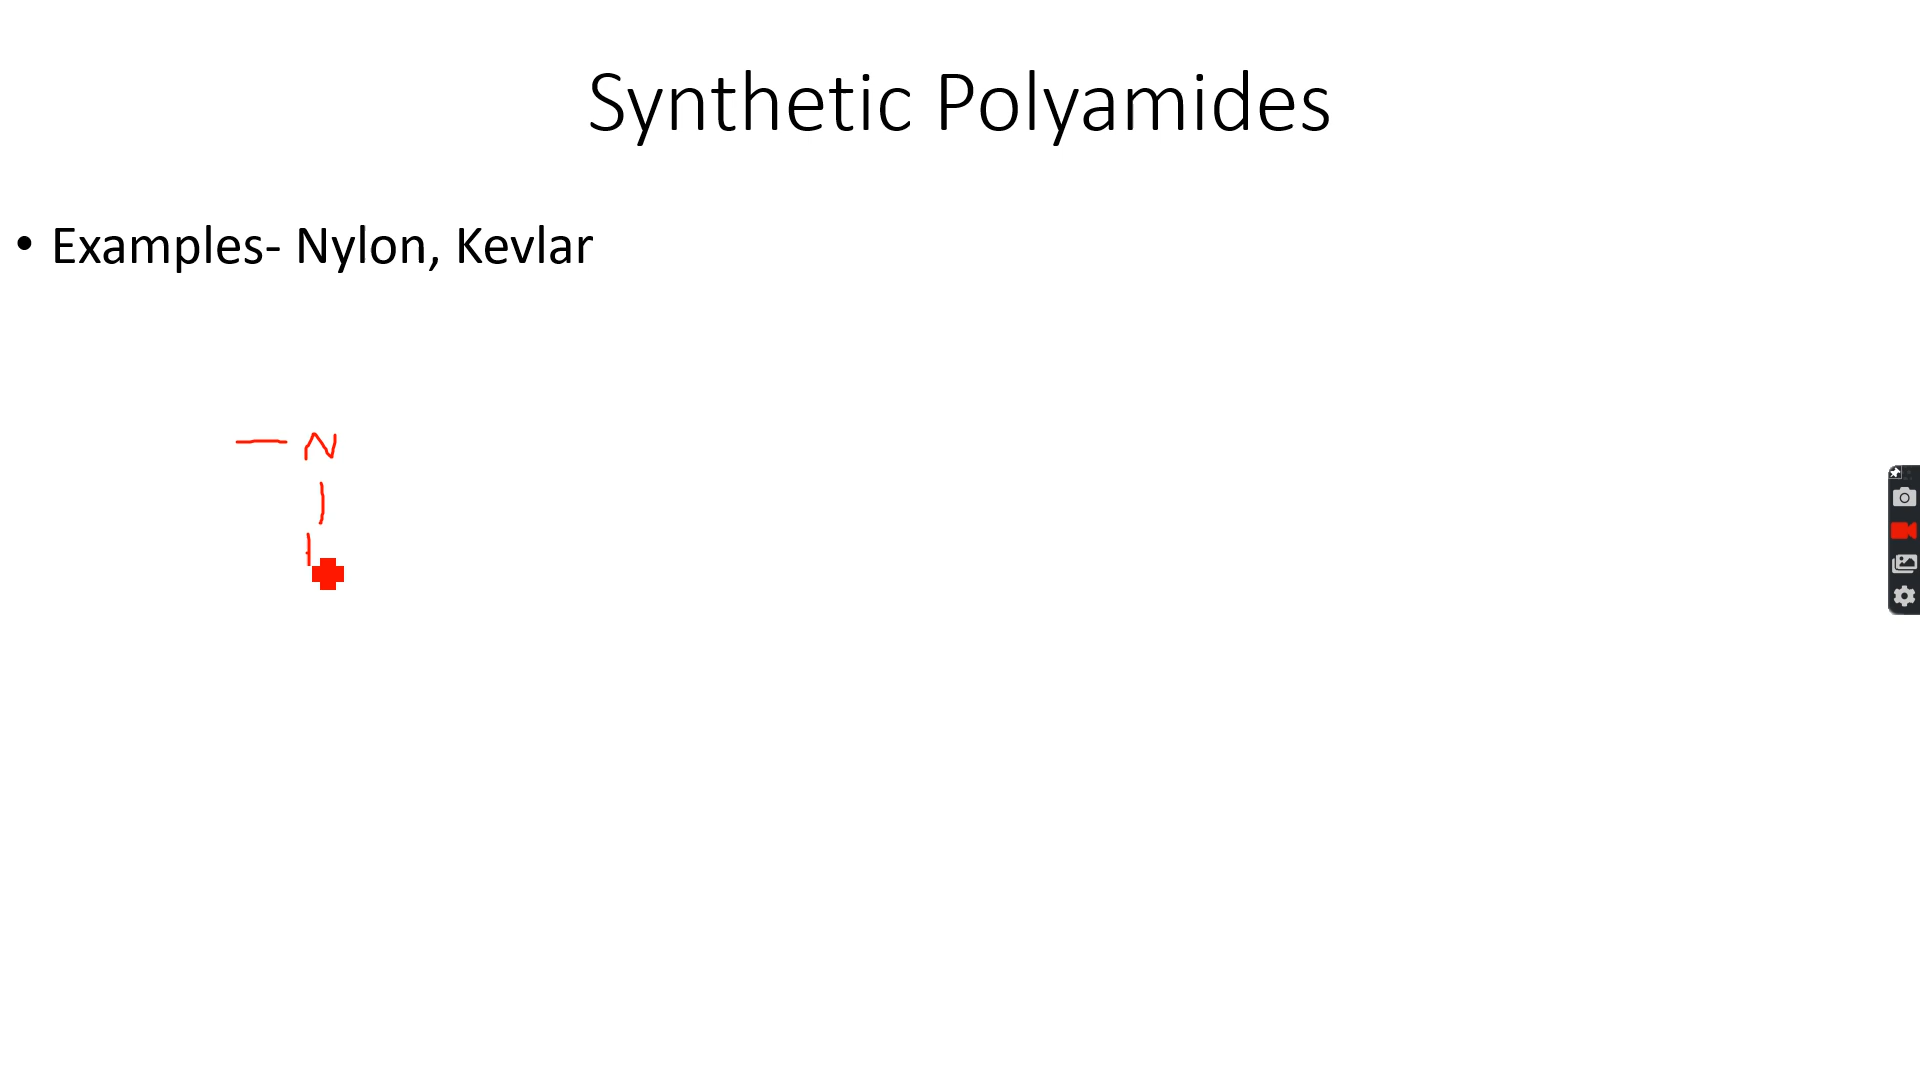 Synthetic Polyamides
• Examples- Nylon, Kevlar
— N